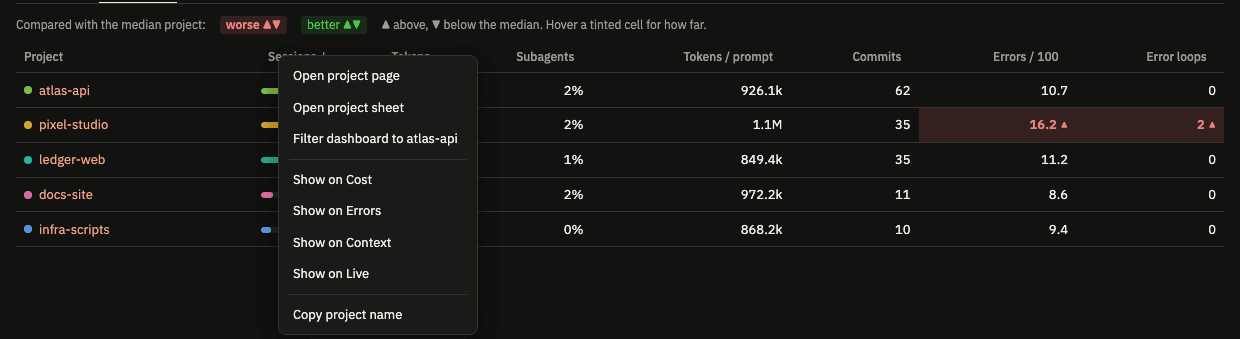 Compared with the median project: worse ▲▼ better ▲▼ ▲ above, ▼ below the median. Hover a tinted cell for how far.
Project Subagents Tokens / prompt Commits Errors / 100 Error loops
Open project page
atlas-api 2% 926.1k 62 10.7 0
Open project sheet
pixel-studio 2% 1.1M 35 16.2 ▲ 2 ▲
Filter dashboard to atlas-api
ledger-web 1% 849.4k 35 11.2 0
Show on Cost
docs-site 2% 972.2k 11 8.6 0
Show on Errors
infra-scripts 0% 868.2k 10 9.4 0
Show on Context
Show on Live
Copy project name